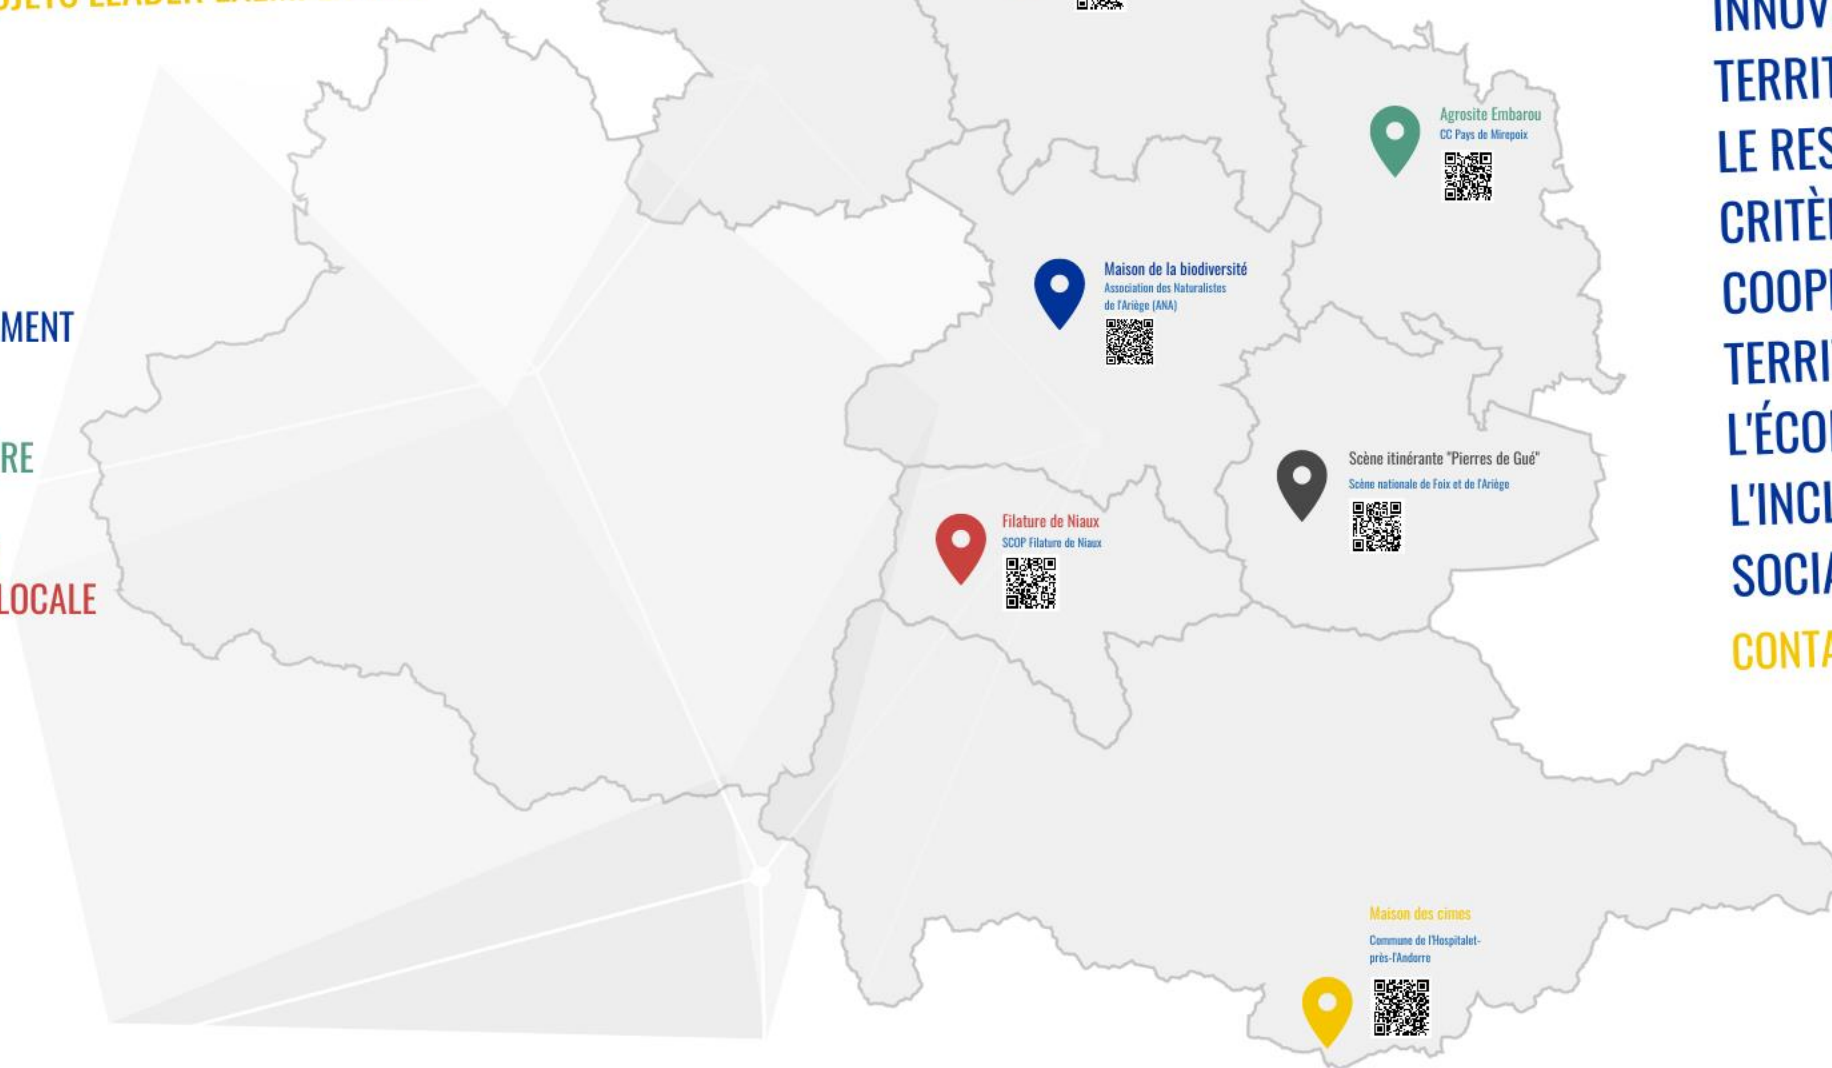 MENT
RE
LOCALE
Agrosite Embarou
CC Pays de Mirepoix
Maison de la biodiversité
Association des Naturalistes
de l'Ariège (ANA)
Scène itinérante "Pierres de Gué"
Scène nationale de Foix et de l'Ariège
Filature de Niaux
SCOP Filature de Niaux
Maison des cimes
Commune de l'Hospitalet-
près-l'Andorre
INNOV
TERRIT
LE RES
CRITÈ
COOP
TERRI
L'ÉCO
L'INCL
SOCIA
CONTA